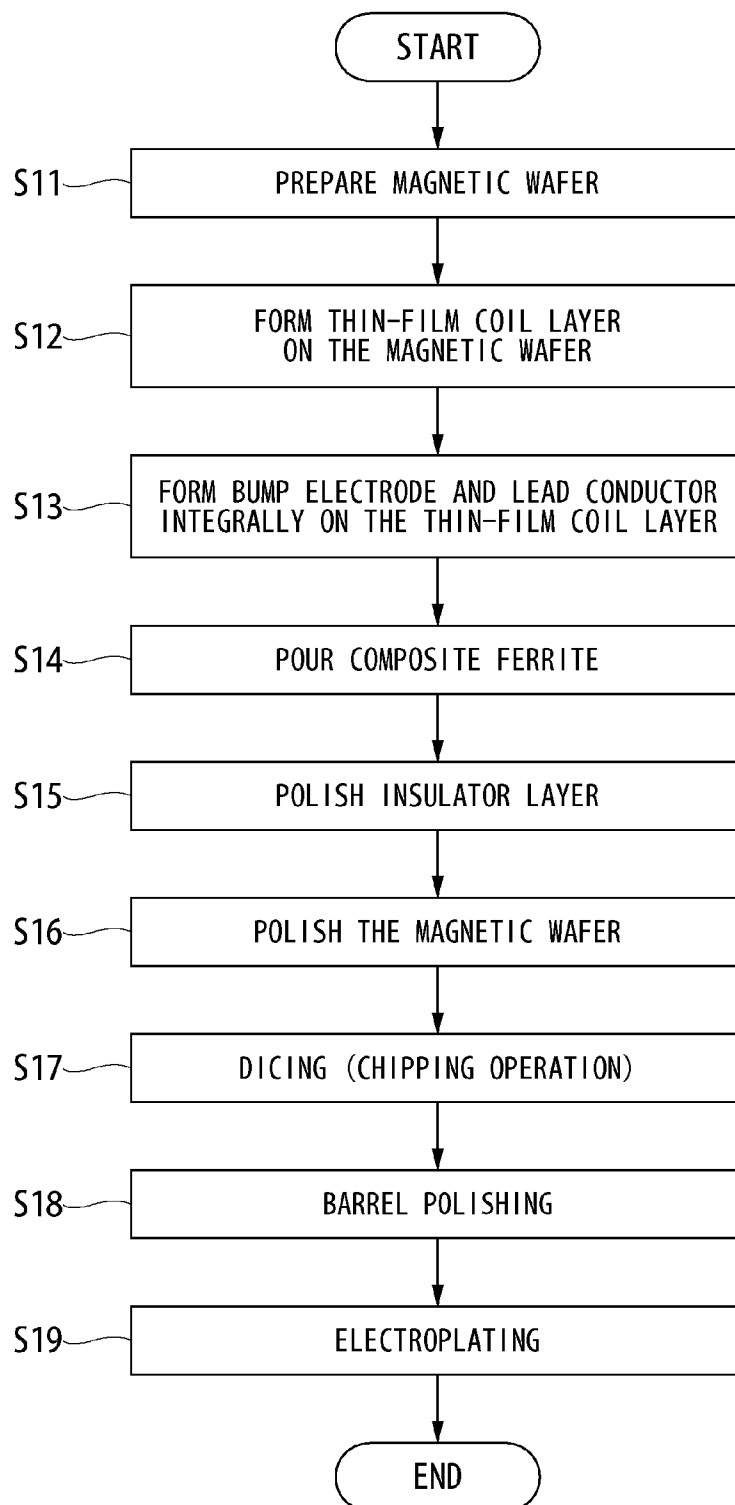 START
S11
PREPARE MAGNETIC WAFER
S12
FORM THIN-FILM COIL LAYER
ON THE MAGNETIC WAFER
S13
FORM BUMP ELECTRODE AND LEAD CONDUCTOR
INTEGRALLY ON THE THIN-FILM COIL LAYER
S14
POUR COMPOSITE FERRITE
S15
POLISH INSULATOR LAYER
S16
POLISH THE MAGNETIC WAFER
S17
DICING (CHIPPING OPERATION)
S18
BARREL POLISHING
S19
ELECTROPLATING
END